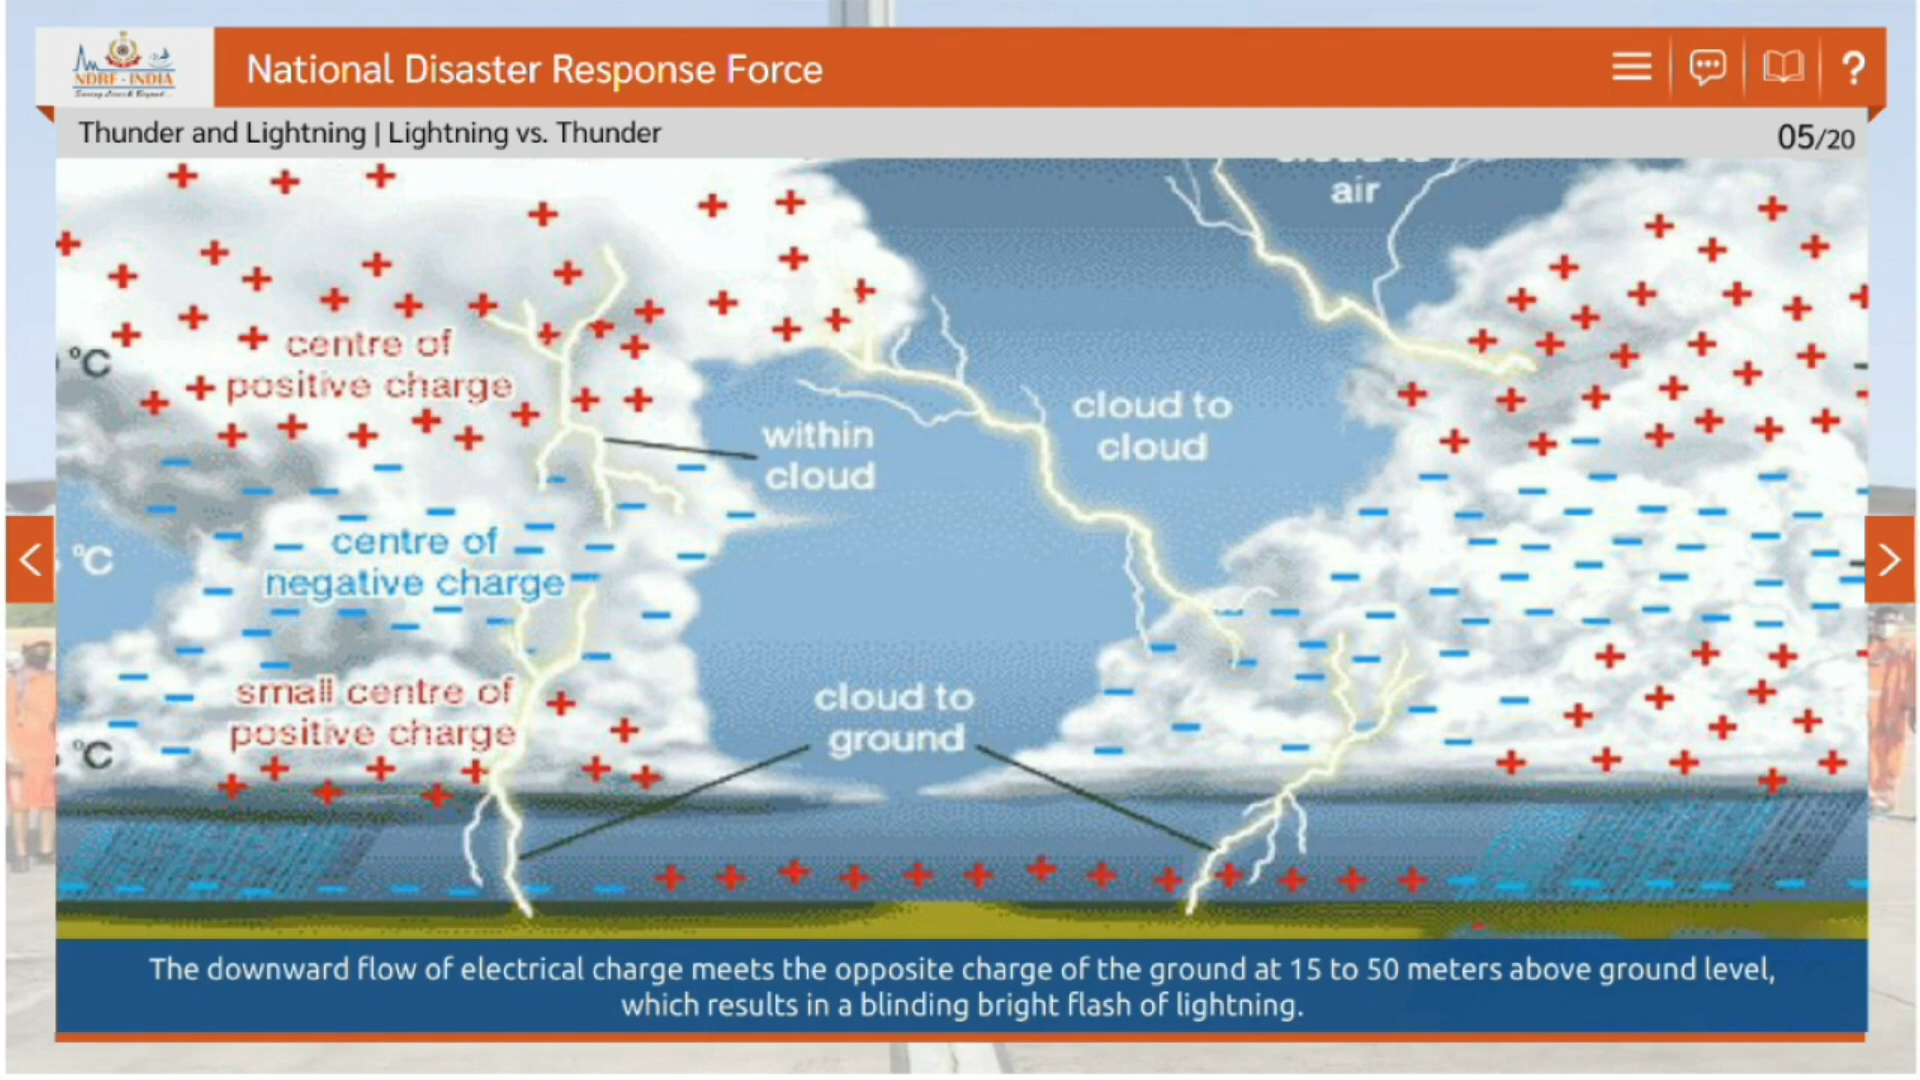 NDRF - INDIA
Saving Lives & Beyond...
National Disaster Response Force
?
Thunder and Lightning | Lightning vs. Thunder
05/20
air
centre of
positive charge
°C
within
cloud
cloud to
cloud
centre of
negative charge
°C
small centre of
positive charge
°C
cloud to
ground
The downward flow of electrical charge meets the opposite charge of the ground at 15 to 50 meters above ground level,
which results in a blinding bright flash of lightning.